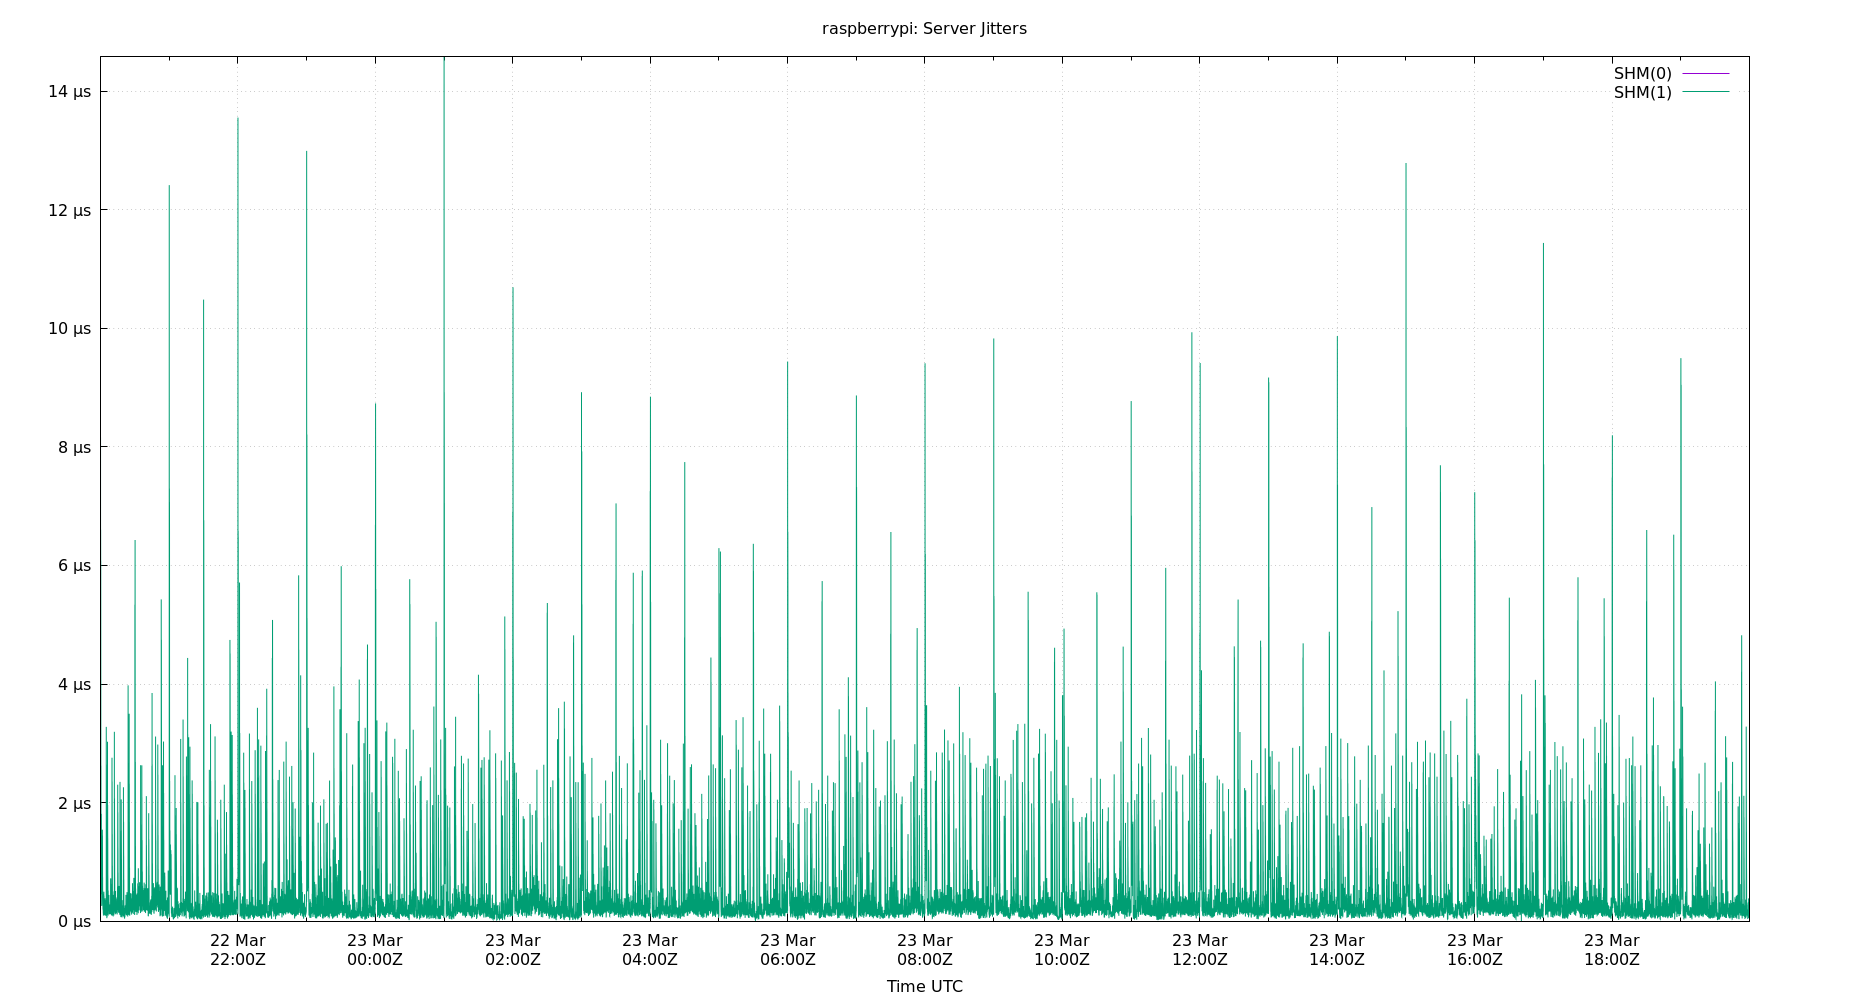 raspberrypi: Server Jitters
SHM(0)
SHM(1)
14 µs
12 µs
10 µs
8 µs
6 µs
4 µs
2 µs
0 µs
22 Mar
22:00Z
23 Mar
00:00Z
23 Mar
02:00Z
23 Mar
04:00Z
23 Mar
06:00Z
23 Mar
08:00Z
23 Mar
10:00Z
23 Mar
12:00Z
23 Mar
14:00Z
23 Mar
16:00Z
23 Mar
18:00Z
Time UTC